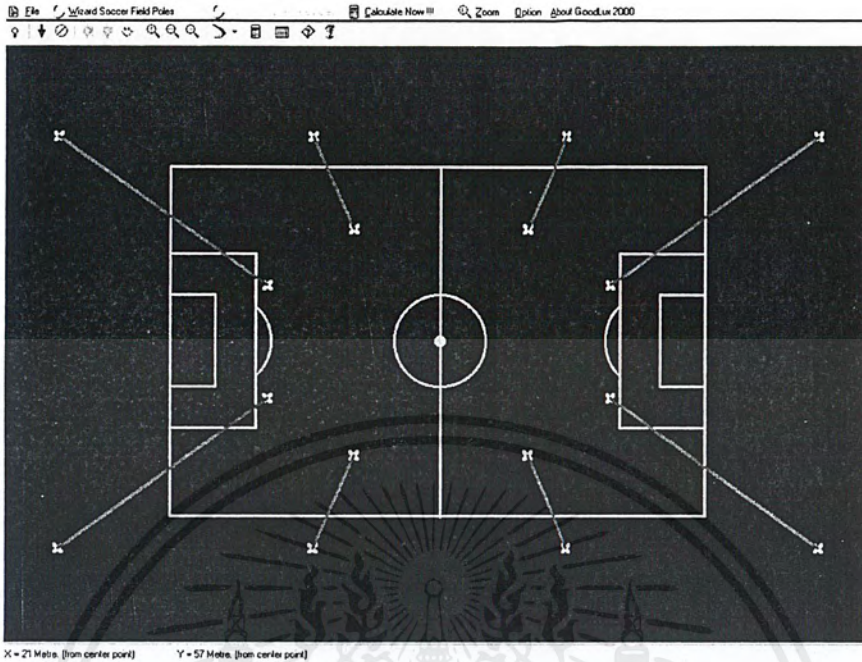 File Wizard Soccer Field Poles Calculate Now !!! Zoom Option About GoodLux 2000
X = 21 Metre. (from center point) Y = 57 Metre. (from center point)